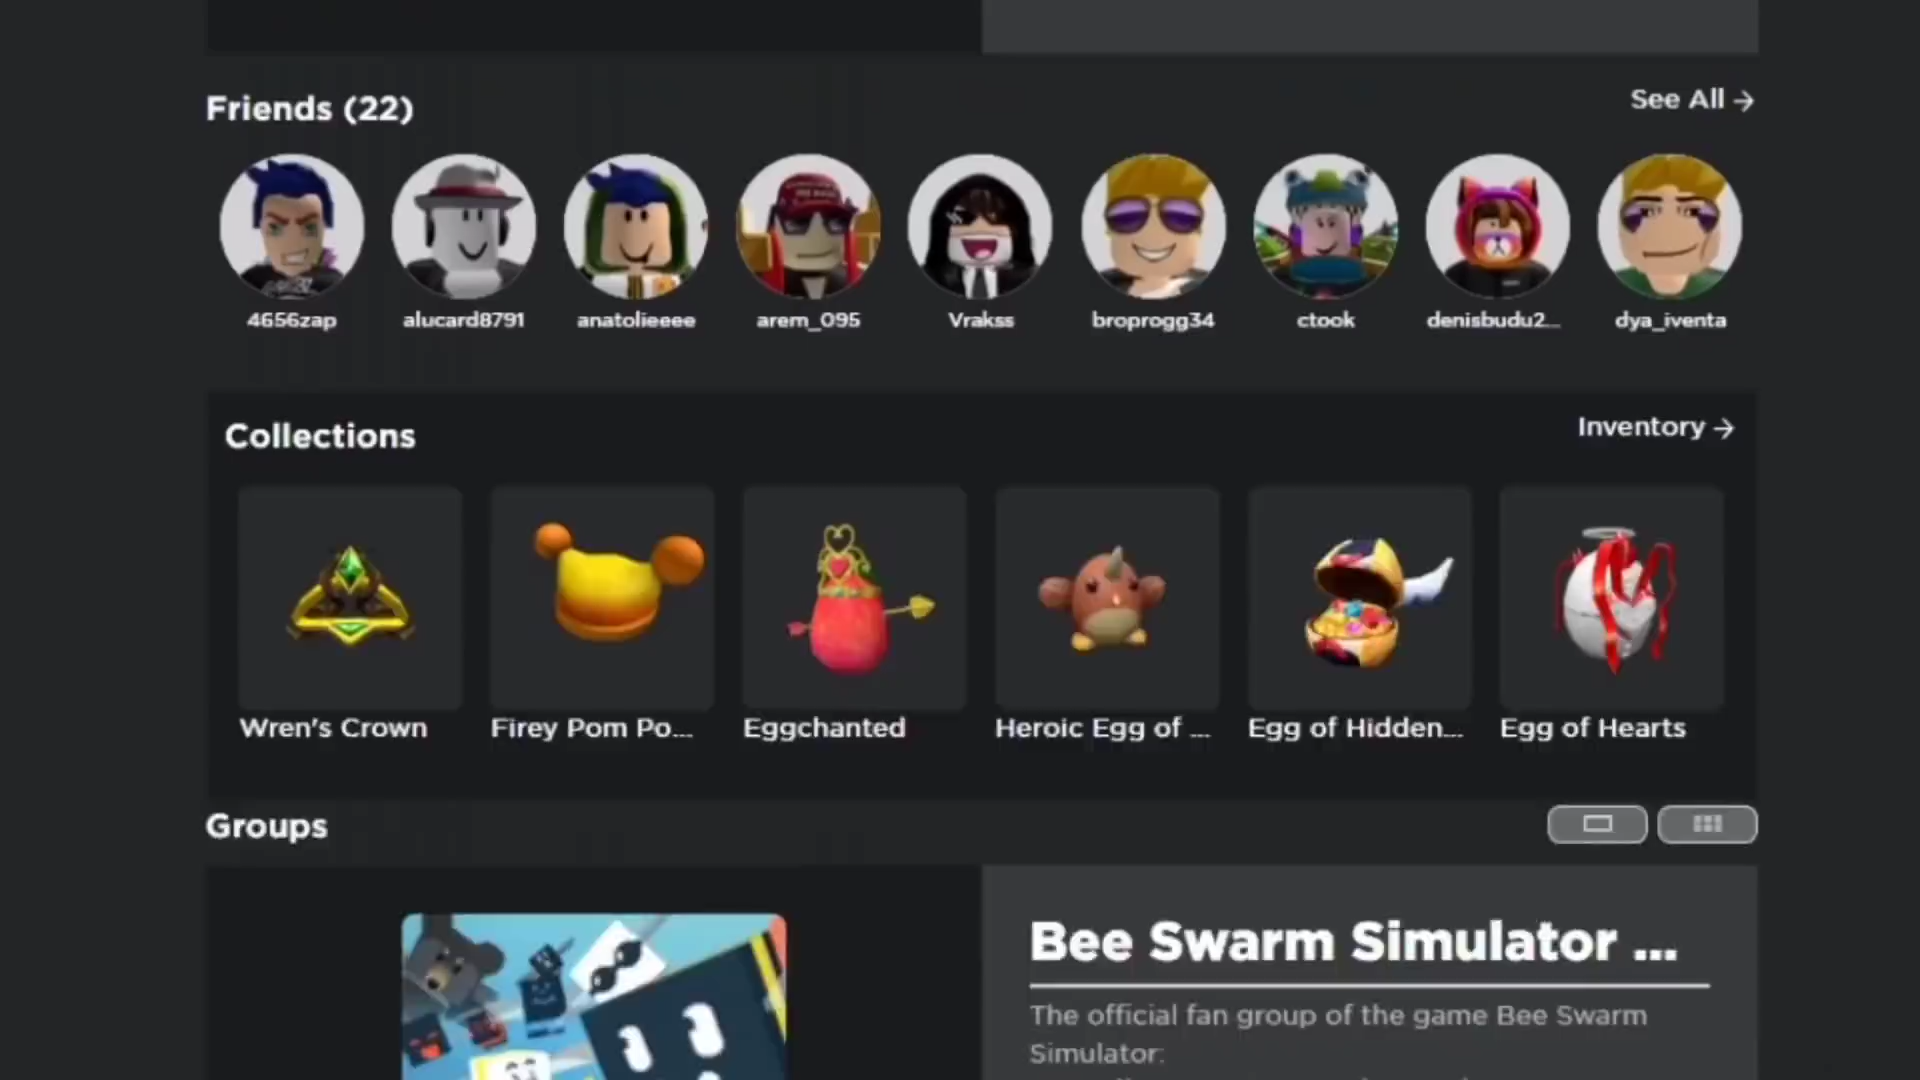 Friends (22)
See All
4656zap
alucard8791
anatolieeee
arem_095
Vrakss
broprogg34
ctook
denisbudu2...
dya_iventa
Collections
Inventory
Wren's Crown
Firey Pom Po...
Eggchanted
Heroic Egg of ...
Egg of Hidden...
Egg of Hearts
Groups
Bee Swarm Simulator ...
The official fan group of the game Bee Swarm
Simulator: